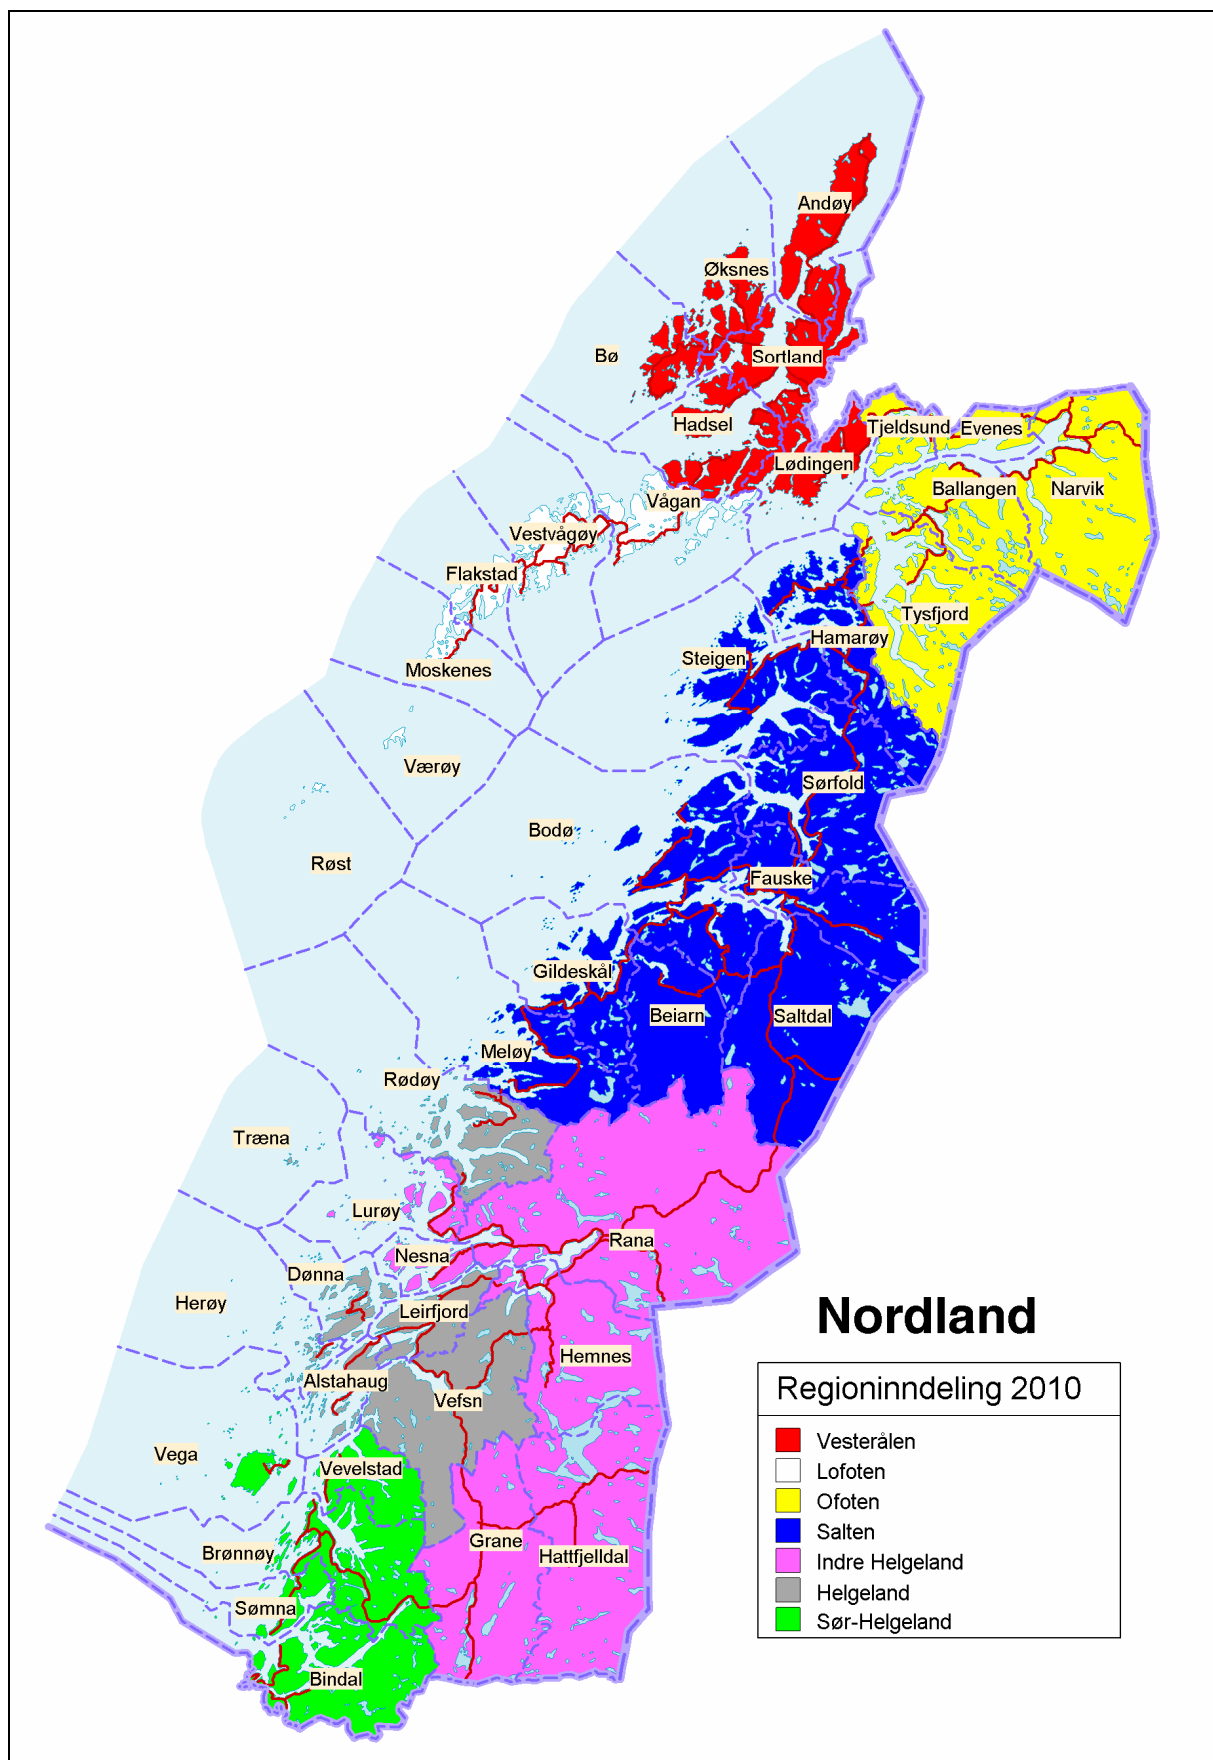 Andøy
Øksnes
Bø
Sortland
Hadsel
Tjeldsund
Evenes
Lødingen
Ballangen
Narvik
Vågan
Vestvågøy
Flakstad
Tysfjord
Hamarøy
Steigen
Moskenes
Værøy
Sørfold
Bodø
Røst
Fauske
Gildeskål
Beiarn
Saltdal
Meløy
Rødøy
Træna
Lurøy
Rana
Nesna
Dønna
Herøy
Leirfjord
Hemnes
Alstahaug
Vefsn
Vega
Vevelstad
Grane
Hattfjelldal
Brønnøy
Sømna
Bindal
Nordland
Regioninndeling 2010
Vesterålen
Lofoten
Ofoten
Salten
Indre Helgeland
Helgeland
Sør-Helgeland